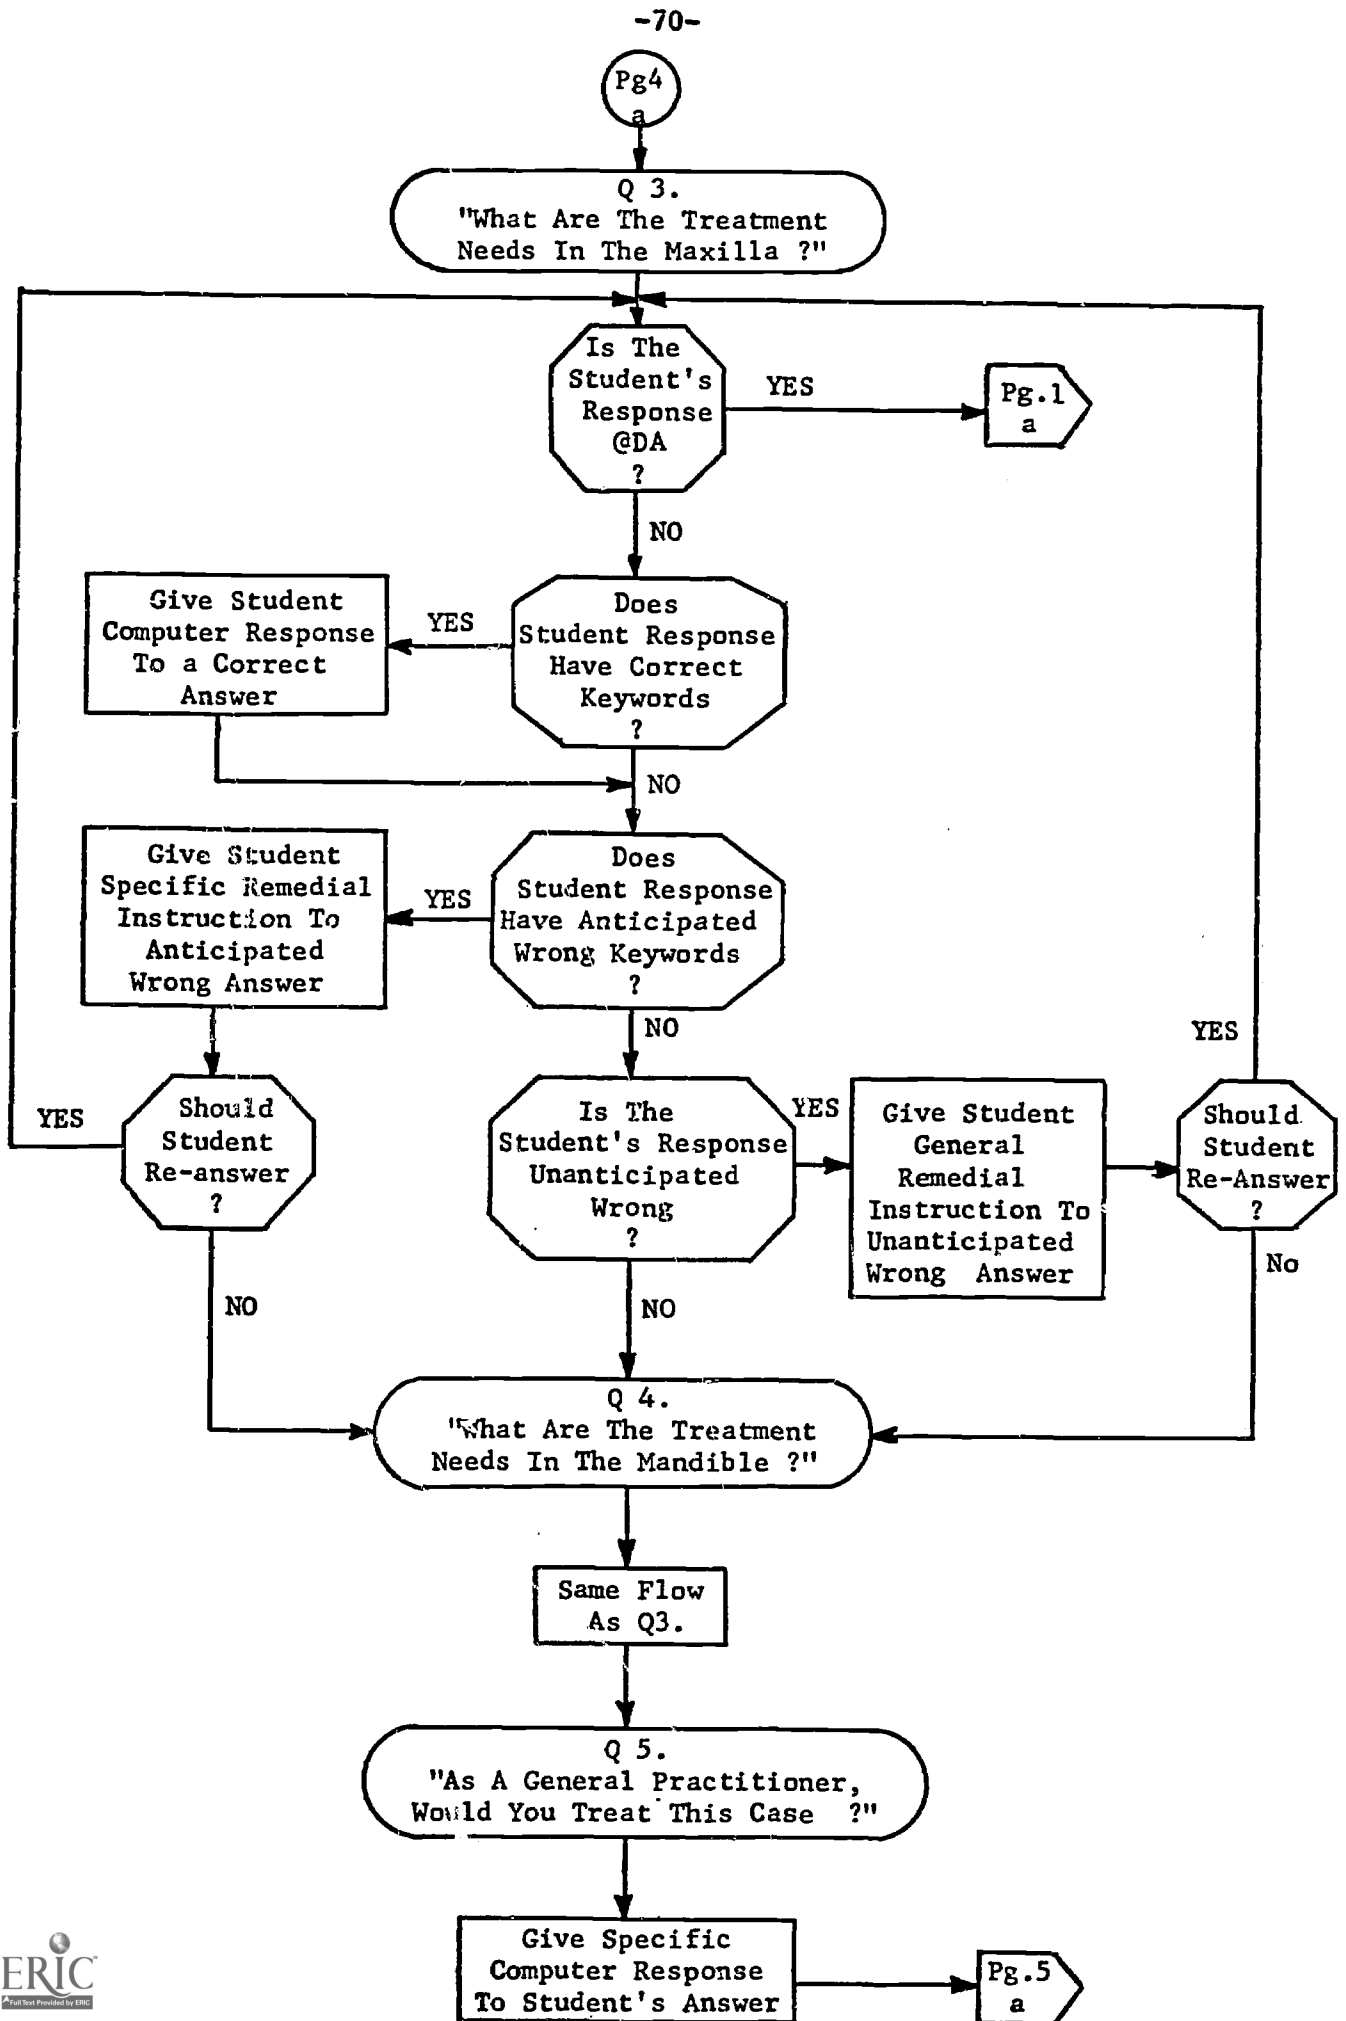 -70-
Pg4
a
Q 3.
"What Are The Treatment
Needs In The Maxilla ?"
Is The
Student's
Response
@DA
?
YES
Pg.1
a
NO
Give Student
Computer Response
To a Correct
Answer
YES
Does
Student Response
Have Correct
Keywords
?
NO
Give Student
Specific Remedial
Instruction To
Anticipated
Wrong Answer
YES
Does
Student Response
Have Anticipated
Wrong Keywords
?
NO
YES
YES
Should
Student
Re-answer
?
Is The
Student's Response
Unanticipated
Wrong
?
YES
Give Student
General
Remedial
Instruction To
Unanticipated
Wrong Answer
Should
Student
Re-Answer
?
NO
NO
No
Q 4.
"What Are The Treatment
Needs In The Mandible ?"
Same Flow
As Q3.
Q 5.
"As A General Practitioner,
Would You Treat This Case ?"
Give Specific
Computer Response
To Student's Answer
Pg.5
a
ERIC
Full Text Provided by ERIC